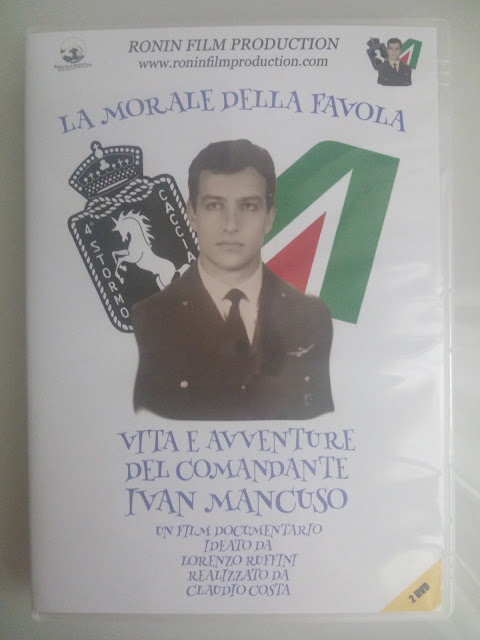 RONIN FILM PRODUCTION
www.roninfilmproduction.com
LA MORALE DELLA FAVOLA
4° STORMO
CACCIA
VITA E AVVENTURE
DEL COMANDANTE
IVAN MANCUSO
UN FILM DOCUMENTARIO
IDEATO DA
LORENZO RUFFINI
REALIZZATO DA
CLAUDIO COSTA
2 DVD